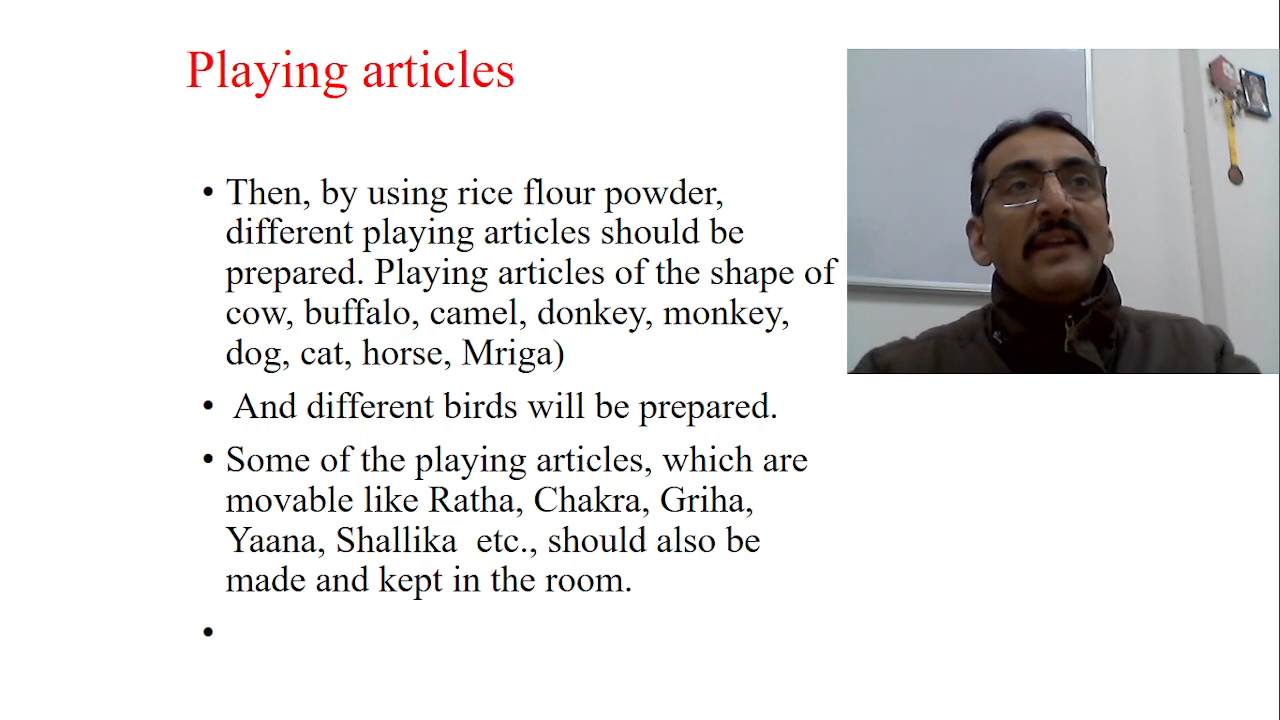 Playing articles
• Then, by using rice flour powder,
different playing articles should be
prepared. Playing articles of the shape of
cow, buffalo, camel, donkey, monkey,
dog, cat, horse, Mriga)
• And different birds will be prepared.
• Some of the playing articles, which are
movable like Ratha, Chakra, Griha,
Yaana, Shallika etc., should also be
made and kept in the room.
•